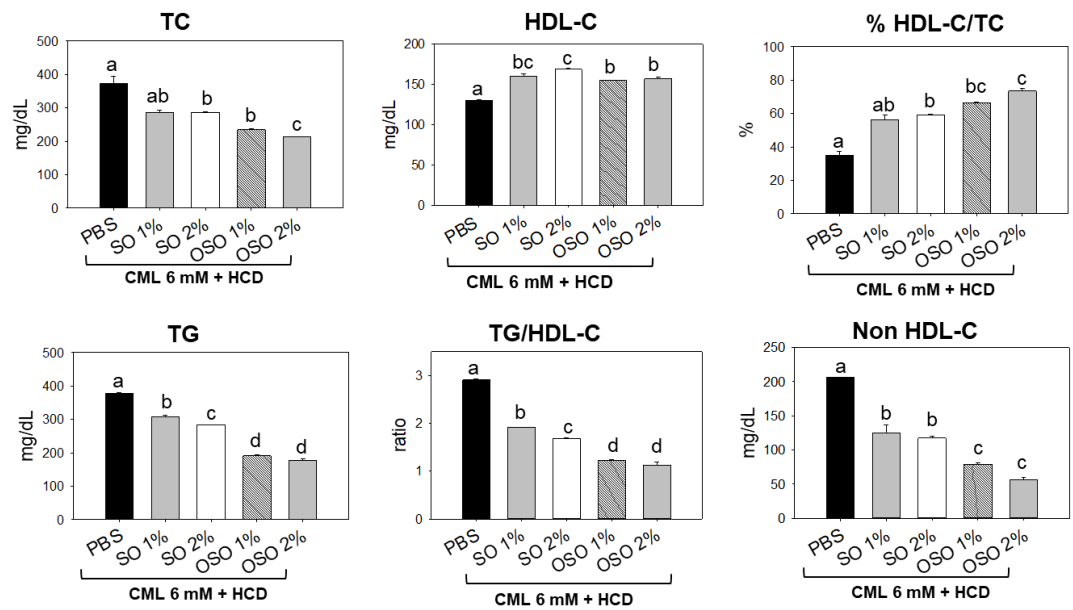 TC
500
400
300
200
100
0
mg/dL
a
ab
b
b
c
PBS
SO 1%
SO 2%
OSO 1%
OSO 2%
CML 6 mM + HCD
HDL-C
200
150
100
50
0
mg/dL
a
bc
c
b
b
PBS
SO 1%
SO 2%
OSO 1%
OSO 2%
CML 6 mM + HCD
% HDL-C/TC
100
80
60
40
20
0
%
a
ab
b
bc
c
PBS
SO 1%
SO 2%
OSO 1%
OSO 2%
CML 6 mM + HCD
TG
500
400
300
200
100
0
mg/dL
a
b
c
d
d
PBS
SO 1%
SO 2%
OSO 1%
OSO 2%
CML 6 mM + HCD
TG/HDL-C
3
2
1
0
ratio
a
b
c
d
d
PBS
SO 1%
SO 2%
OSO 1%
OSO 2%
CML 6 mM + HCD
Non HDL-C
250
200
150
100
50
0
mg/dL
a
b
b
c
c
PBS
SO 1%
SO 2%
OSO 1%
OSO 2%
CML 6 mM + HCD